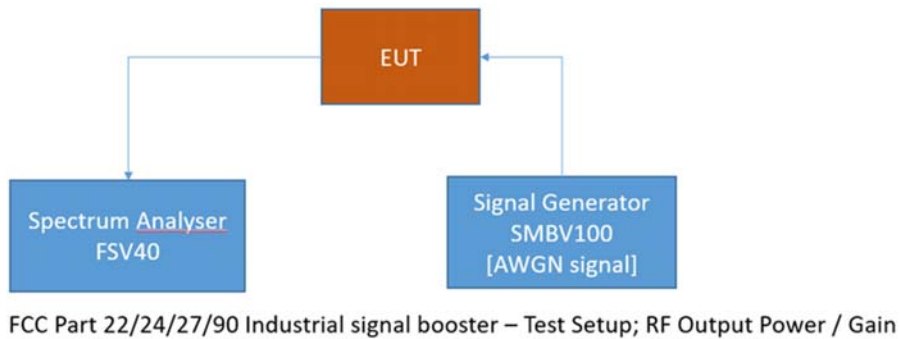 EUT
Spectrum Analyser
FSV40
Signal Generator
SMBV100
[AWGN signal]
FCC Part 22/24/27/90 Industrial signal booster – Test Setup; RF Output Power / Gain